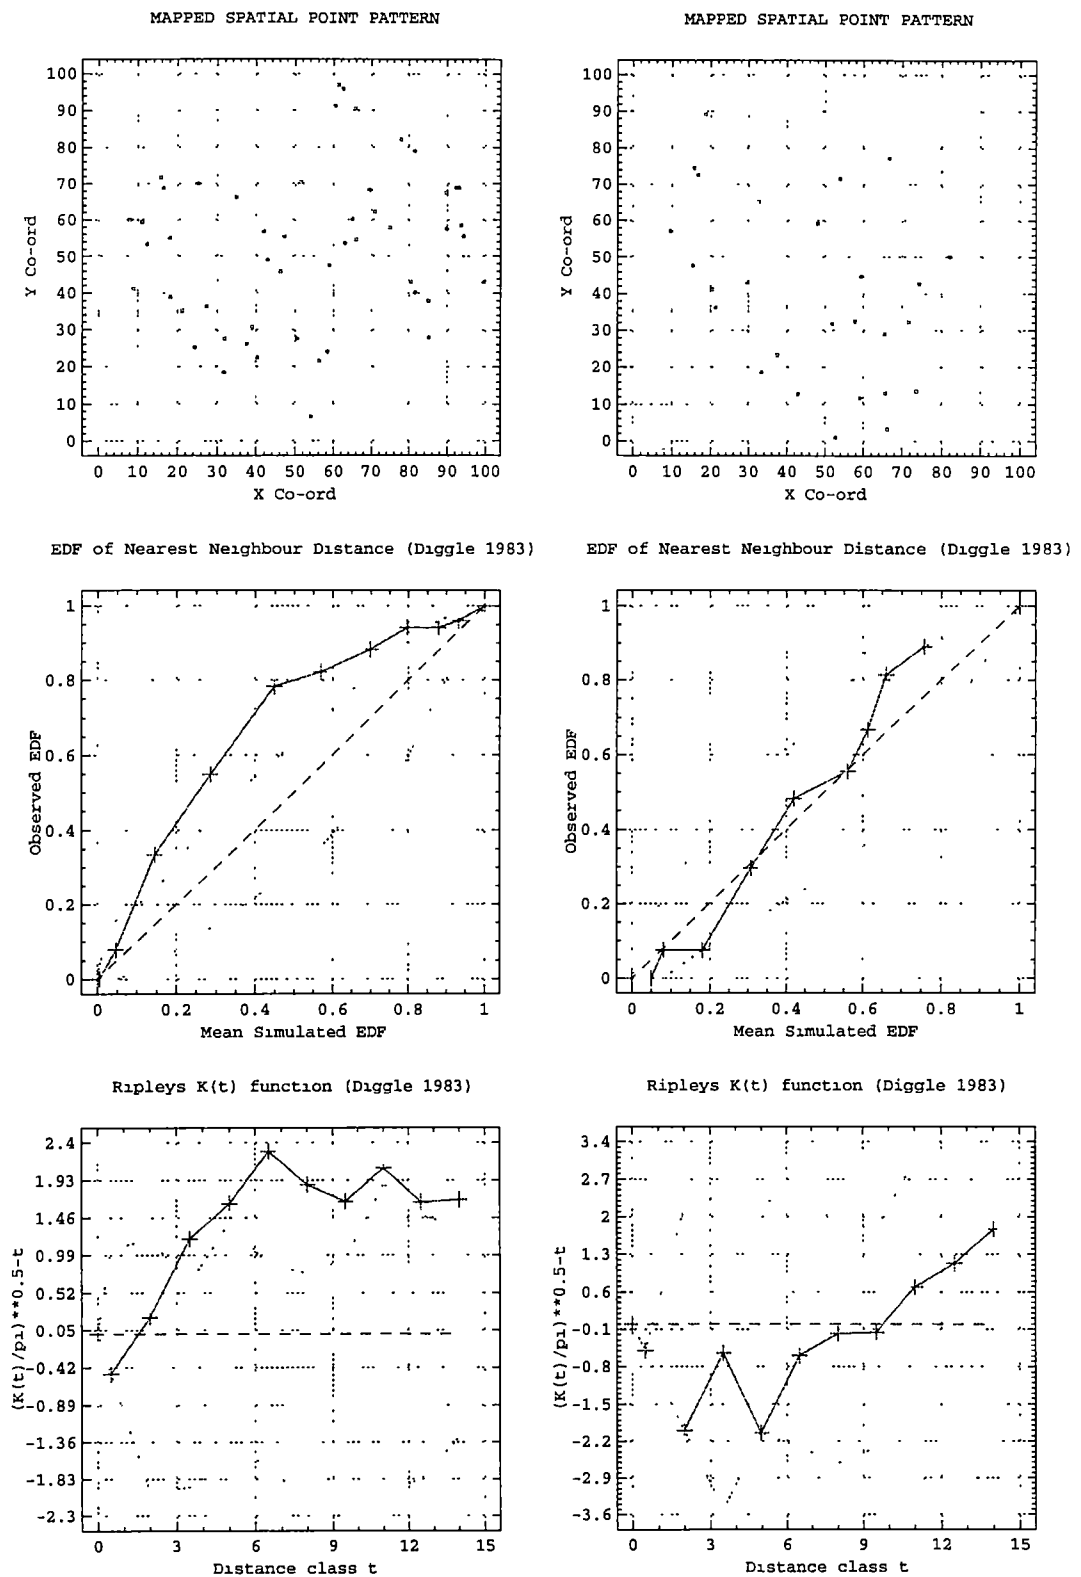 MAPPED SPATIAL POINT PATTERN
100
90
80
70
60
50
40
30
20
10
0
Y Co-ord
0 10 20 30 40 50 60 70 80 90 100
X Co-ord
MAPPED SPATIAL POINT PATTERN
100
90
80
70
60
50
40
30
20
10
0
Y Co-ord
0 10 20 30 40 50 60 70 80 90 100
X Co-ord
EDF of Nearest Neighbour Distance (Diggle 1983)
1
0.8
0.6
0.4
0.2
0
Observed EDF
0 0.2 0.4 0.6 0.8 1
Mean Simulated EDF
EDF of Nearest Neighbour Distance (Diggle 1983)
1
0.8
0.6
0.4
0.2
0
Observed EDF
0 0.2 0.4 0.6 0.8 1
Mean Simulated EDF
Ripleys K(t) function (Diggle 1983)
2.4
1.93
1.46
0.99
0.52
0.05
-0.42
-0.89
-1.36
-1.83
-2.3
(K(t)/pi)**0.5-t
0 3 6 9 12 15
Distance class t
Ripleys K(t) function (Diggle 1983)
3.4
2.7
2
1.3
0.6
-0.1
-0.8
-1.5
-2.2
-2.9
-3.6
(K(t)/pi)**0.5-t
0 3 6 9 12 15
Distance class t